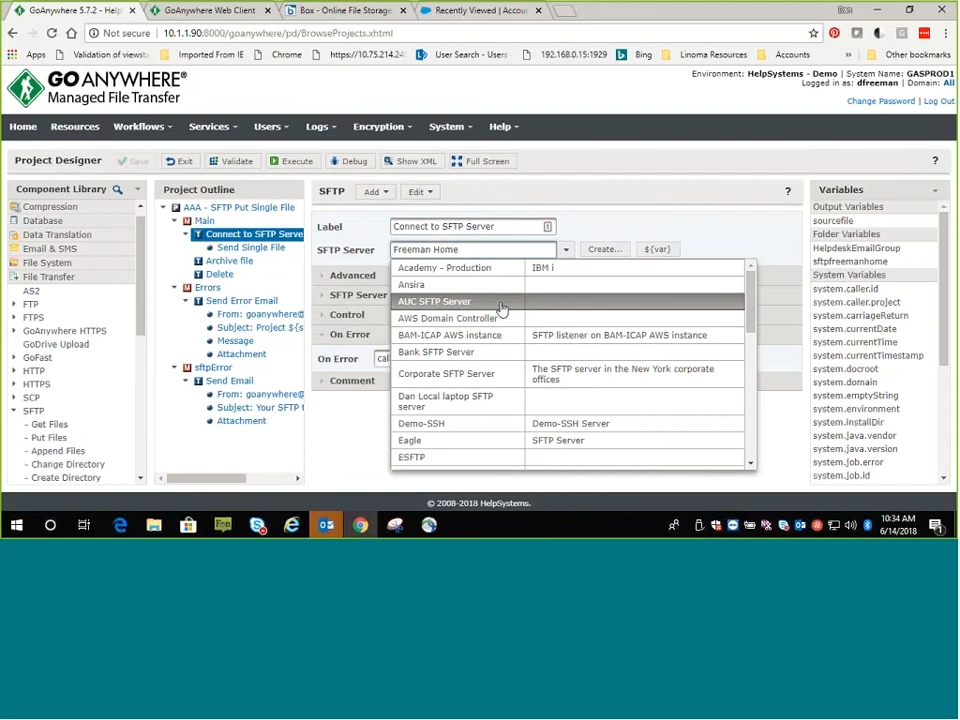 GoAnywhere 5.7.2 - Help
GoAnywhere Web Client
Box - Online File Storage
Recently Viewed | Accou
Not secure | 10.1.1.90:8000/goanywhere/pd/BrowseProjects.xhtml
Apps
Validation of viewst
Imported From IE
Chrome
https://10.75.214.24
User Search - Users
192.168.0.15:1929
Bing
Linoma Resources
Accounts
»
Other bookmarks
GO ANYWHERE®
Managed File Transfer
Environment: HelpSystems - Demo | System Name: GASPROD1
Logged in as: dfreeman | Domain: All
Change Password | Log Out
Home Resources Workflows Services Users Logs Encryption System Help
Project Designer
Save
Exit
Validate
Execute
Debug
Show XML
Full Screen
?
Component Library
Compression
Database
Data Translation
Email & SMS
File System
File Transfer
AS2
FTP
FTPS
GoAnywhere HTTPS
GoDrive Upload
GoFast
HTTP
HTTPS
SCP
SFTP
Get Files
Put Files
Append Files
Change Directory
Create Directory
Project Outline
AAA - SFTP Put Single File
Main
Connect to SFTP Serve
Send Single File
Archive file
Delete
Errors
Send Error Email
From: goanywhere@
Subject: Project ${s
Message
Attachment
sftpError
Send Email
From: goanywhere@
Subject: Your SFTP t
Attachment
SFTP
Add
Edit
?
Label
Connect to SFTP Server
SFTP Server
Freeman Home
Create...
${var}
Advanced
SFTP Server
Control
On Error
On Error
cal
Comment
Academy - Production IBM i
Ansira
AUC SFTP Server
AWS Domain Controller
BAM-ICAP AWS instance SFTP listener on BAM-ICAP AWS instance
Bank SFTP Server
Corporate SFTP Server The SFTP server in the New York corporate
offices
Dan Local laptop SFTP
server
Demo-SSH Demo-SSH Server
Eagle SFTP Server
ESFTP
Variables
Output Variables
sourcefile
Folder Variables
HelpdeskEmailGroup
sftpfreemanhome
System Variables
system.caller.id
system.caller.project
system.carriageReturn
system.currentDate
system.currentTime
system.currentTimestamp
system.docroot
system.domain
system.emptyString
system.environment
system.installDir
system.java.vendor
system.java.version
system.job.error
system.job.id
© 2008-2018 HelpSystems.
10:34 AM
6/14/2018